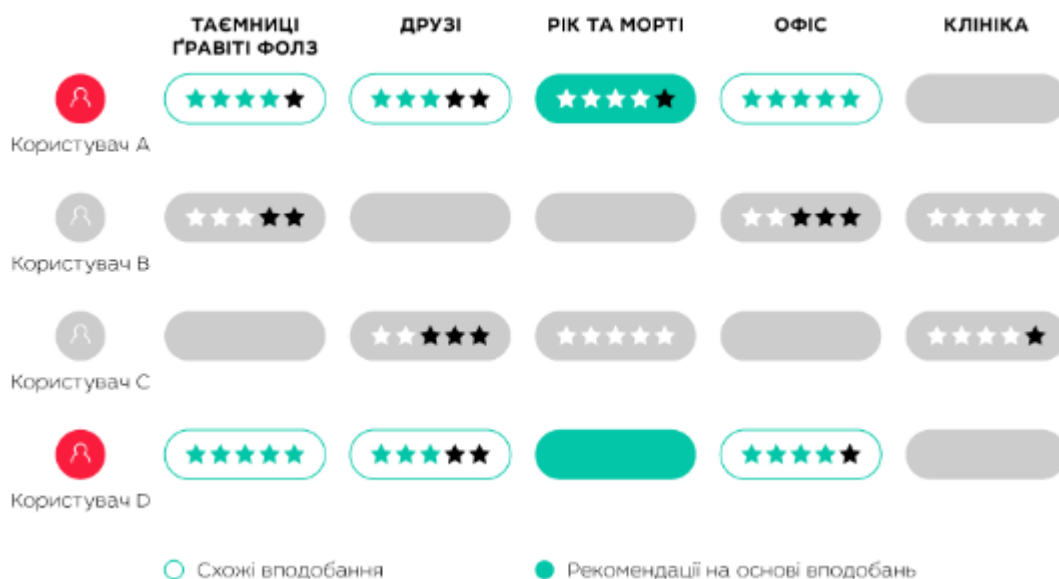 ТАЄМНИЦІ
ҐРАВІТІ ФОЛЗ
ДРУЗІ
РІК ТА МОРТІ
ОФІС
КЛІНІКА
Користувач A
Користувач B
Користувач C
Користувач D
Схожі вподобання
Рекомендації на основі вподобань